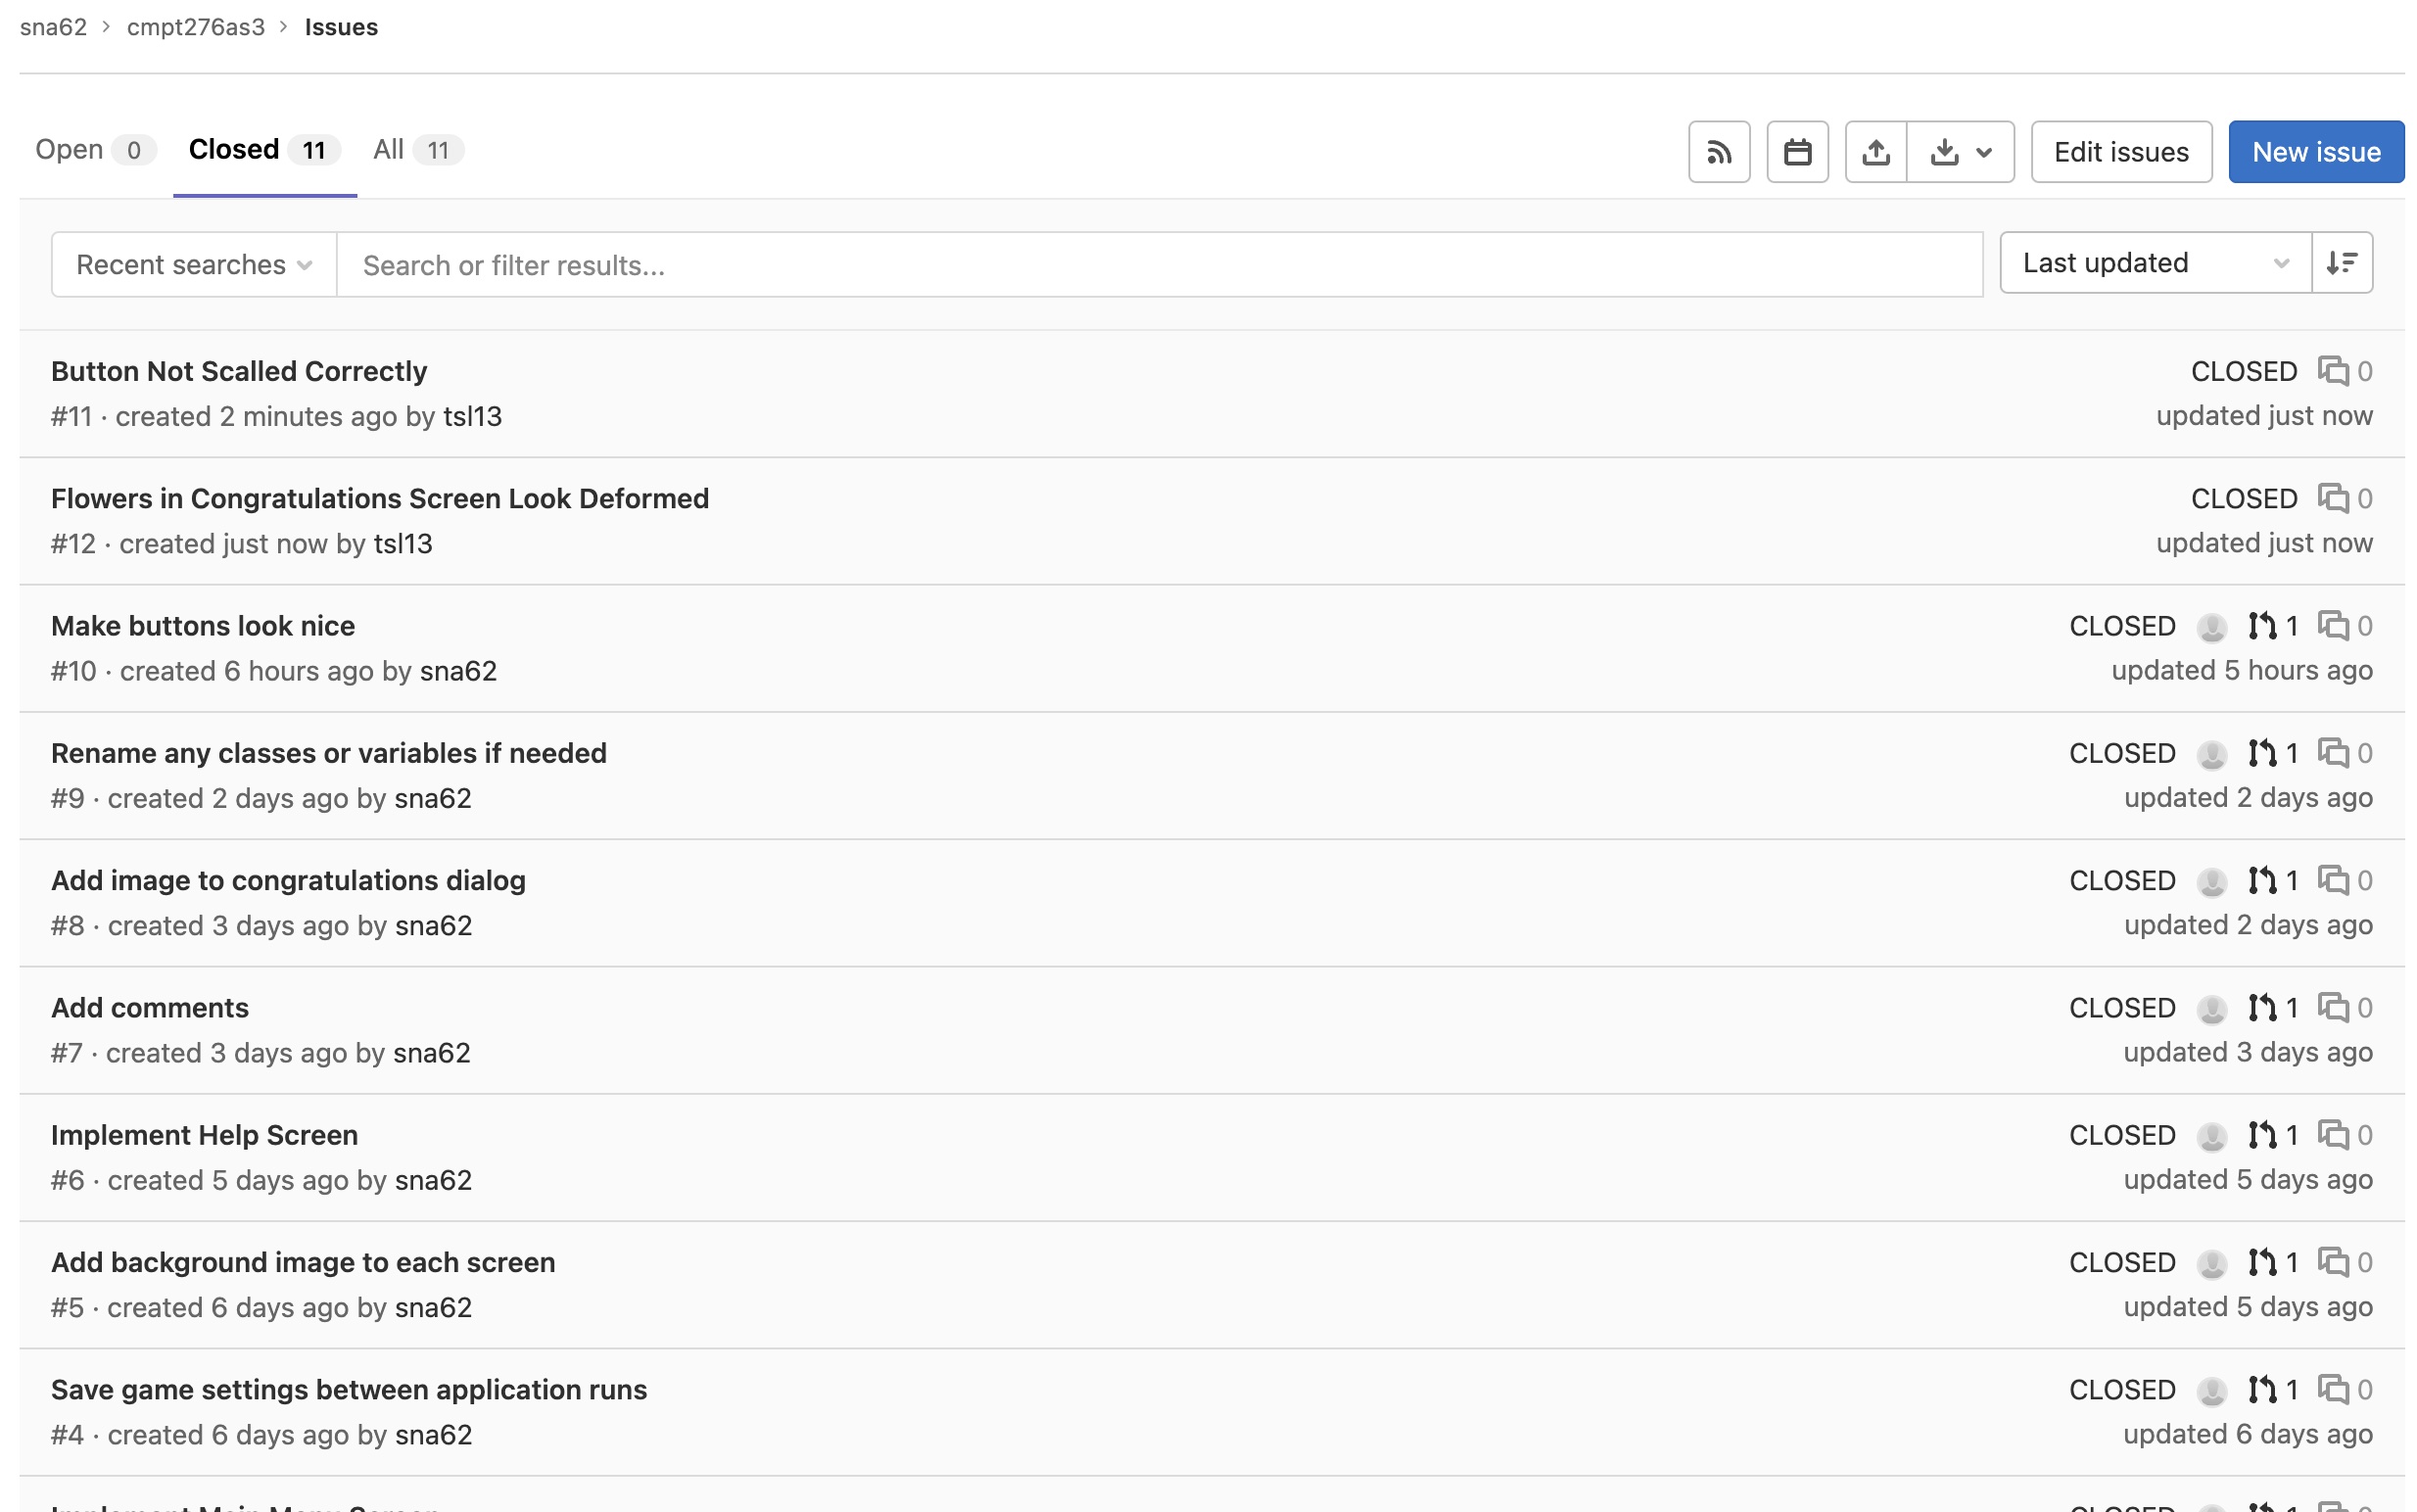 sna62 > cmpt276as3 > Issues
Open 0 Closed 11 All 11 Edit issues New issue
Recent searches Search or filter results... Last updated
Button Not Scalled Correctly CLOSED 0
#11 · created 2 minutes ago by tsl13 updated just now
Flowers in Congratulations Screen Look Deformed CLOSED 0
#12 · created just now by tsl13 updated just now
Make buttons look nice CLOSED 1 0
#10 · created 6 hours ago by sna62 updated 5 hours ago
Rename any classes or variables if needed CLOSED 1 0
#9 · created 2 days ago by sna62 updated 2 days ago
Add image to congratulations dialog CLOSED 1 0
#8 · created 3 days ago by sna62 updated 2 days ago
Add comments CLOSED 1 0
#7 · created 3 days ago by sna62 updated 3 days ago
Implement Help Screen CLOSED 1 0
#6 · created 5 days ago by sna62 updated 5 days ago
Add background image to each screen CLOSED 1 0
#5 · created 6 days ago by sna62 updated 5 days ago
Save game settings between application runs CLOSED 1 0
#4 · created 6 days ago by sna62 updated 6 days ago